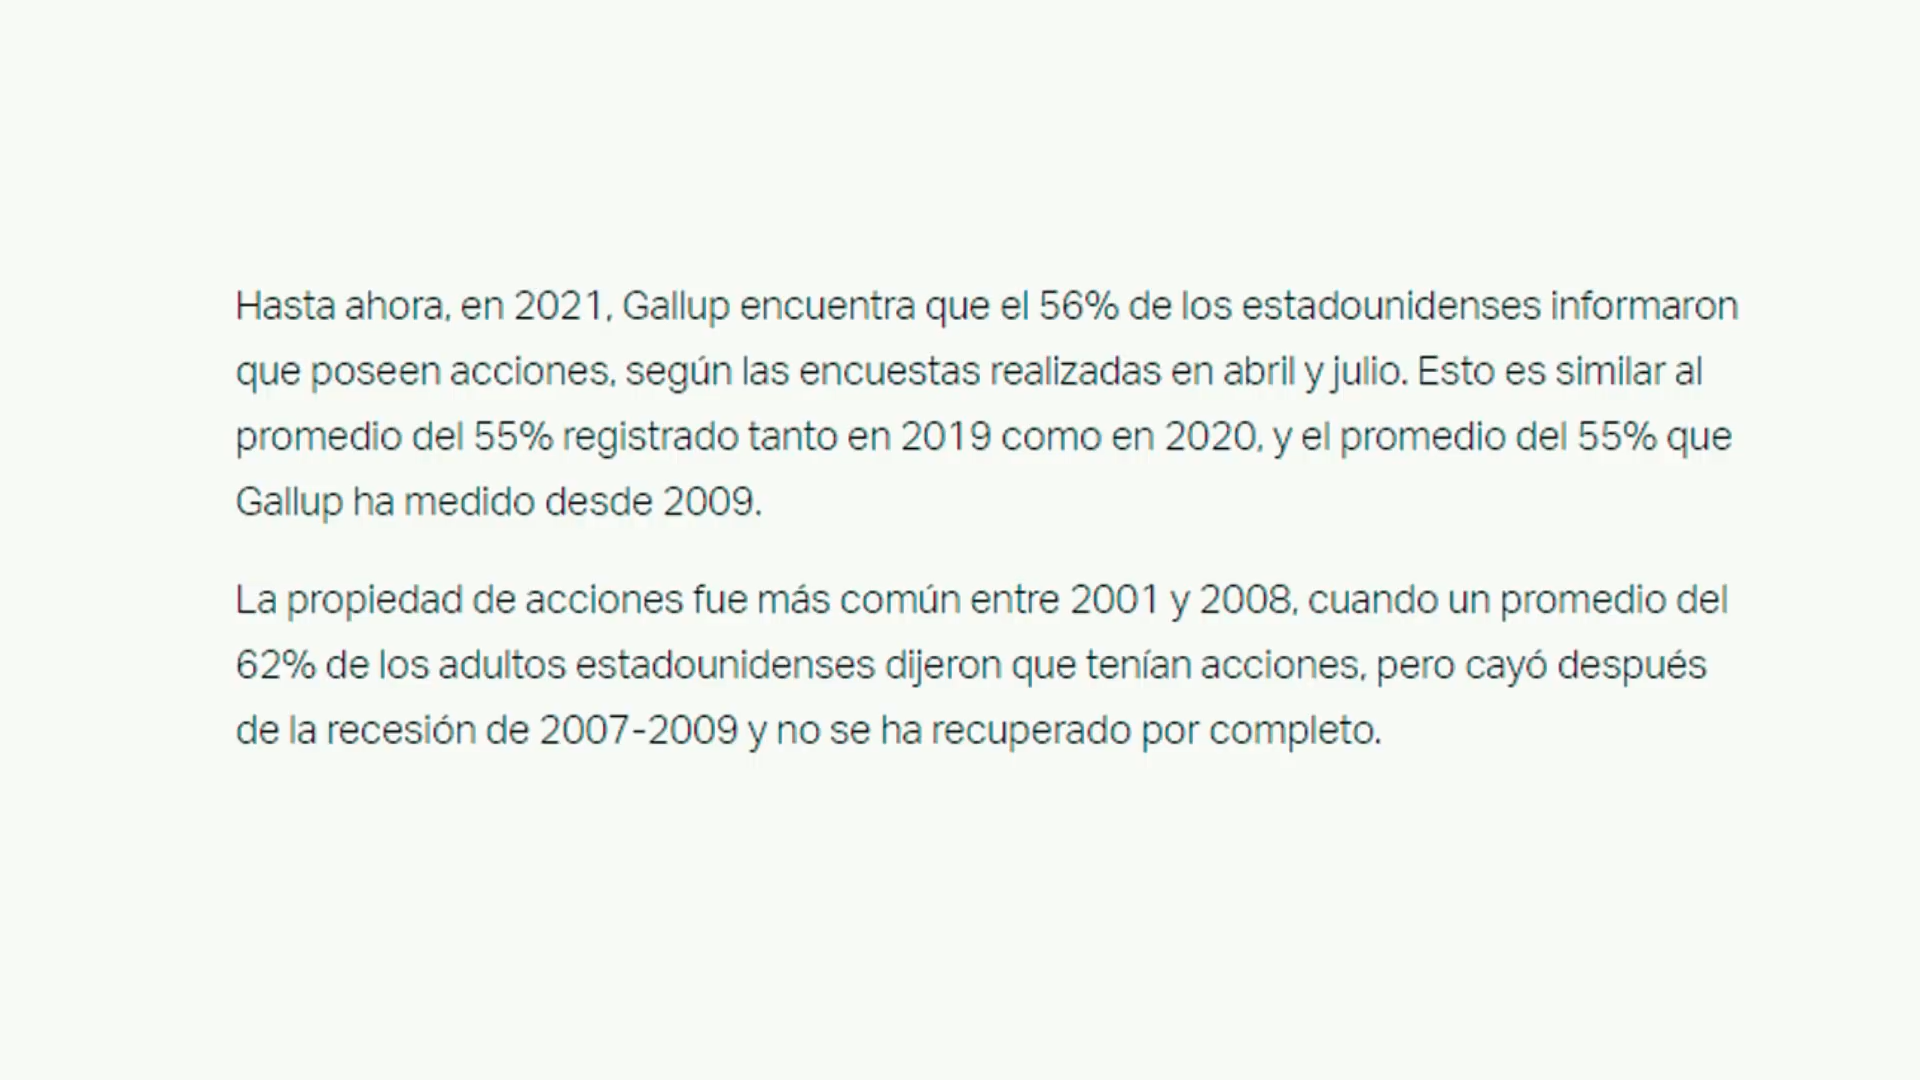 Hasta ahora, en 2021, Gallup encuentra que el 56% de los estadounidenses informaron
que poseen acciones, según las encuestas realizadas en abril y julio. Esto es similar al
promedio del 55% registrado tanto en 2019 como en 2020, y el promedio del 55% que
Gallup ha medido desde 2009.
La propiedad de acciones fue más común entre 2001 y 2008, cuando un promedio del
62% de los adultos estadounidenses dijeron que tenían acciones, pero cayó después
de la recesión de 2007-2009 y no se ha recuperado por completo.